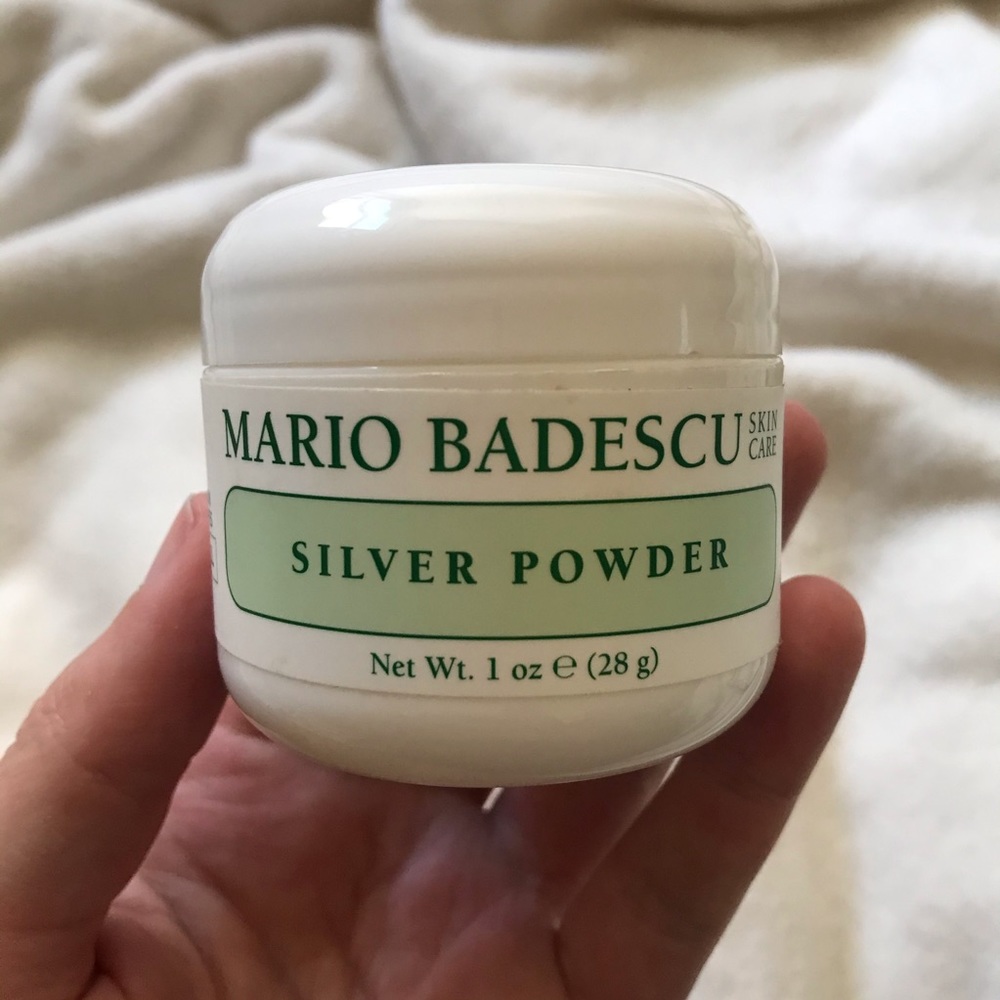 MARIO BADESCU SKIN CARE
SILVER POWDER
Net Wt. 1 oz ℮ (28 g)